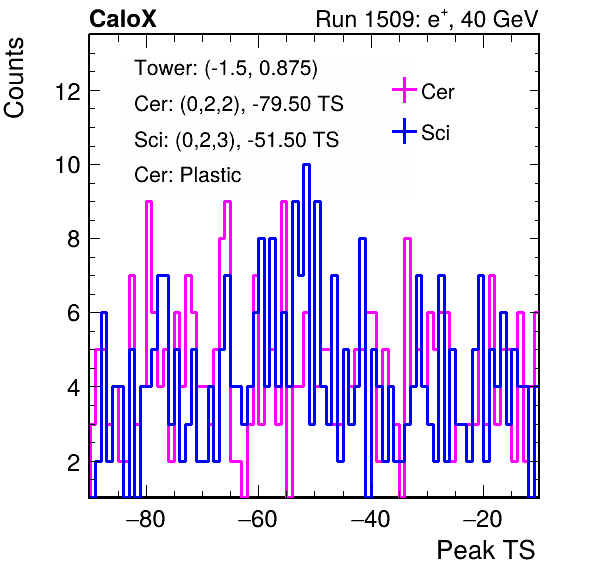 CaloX Run 1509: e⁺, 40 GeV
Counts
Tower: (-1.5, 0.875)
Cer: (0,2,2), -79.50 TS
Sci: (0,2,3), -51.50 TS
Cer: Plastic
Cer
Sci
12
10
8
6
4
2
−80 −60 −40 −20
Peak TS